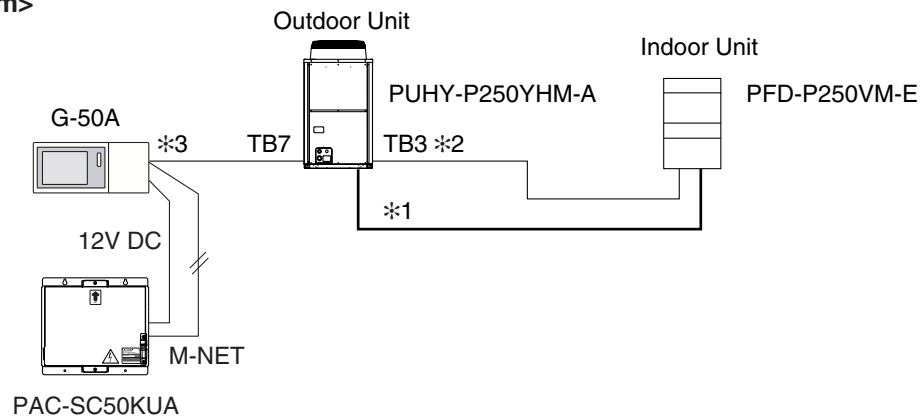 m>
Outdoor Unit
Indoor Unit
PUHY-P250YHM-A
PFD-P250VM-E
G-50A
✻3
TB7
TB3 ✻2
✻1
12V DC
M-NET
PAC-SC50KUA